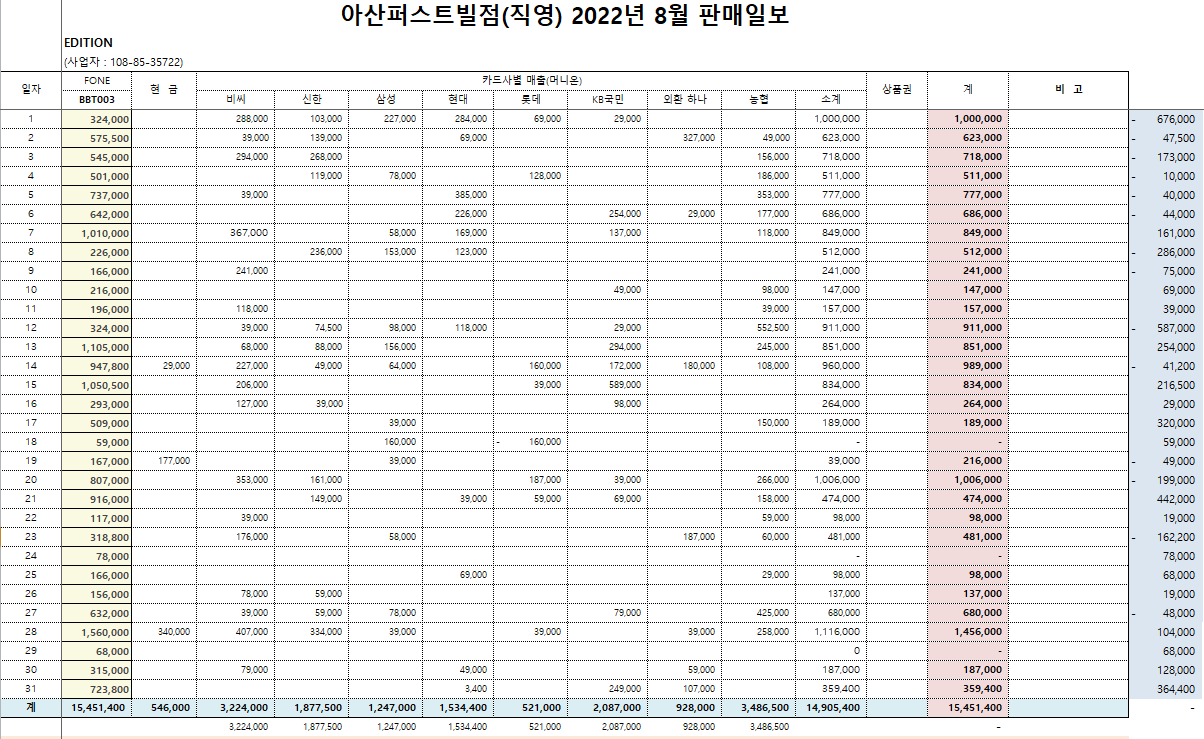 아산퍼스트빌점(직영) 2022년 8월 판매일보
EDITION
(사업자 : 108-85-35722)
일자 FONE 현 금 카드사별 매출(머니온) 상품권 계 비 고
BBT003 비씨 신한 삼성 현대 롯데 KB국민 외환 하나 농협 소계
1 324,000 288,000 103,000 227,000 284,000 69,000 29,000 1,000,000 1,000,000 - 676,000
2 575,500 39,000 139,000 69,000 327,000 49,000 623,000 623,000 - 47,500
3 545,000 294,000 268,000 156,000 718,000 718,000 - 173,000
4 501,000 119,000 78,000 128,000 186,000 511,000 511,000 - 10,000
5 737,000 39,000 385,000 353,000 777,000 777,000 - 40,000
6 642,000 226,000 254,000 29,000 177,000 686,000 686,000 - 44,000
7 1,010,000 367,000 58,000 169,000 137,000 118,000 849,000 849,000 161,000
8 226,000 236,000 153,000 123,000 512,000 512,000 - 286,000
9 166,000 241,000 241,000 241,000 - 75,000
10 216,000 49,000 98,000 147,000 147,000 69,000
11 196,000 118,000 39,000 157,000 157,000 39,000
12 324,000 39,000 74,500 98,000 118,000 29,000 552,500 911,000 911,000 - 587,000
13 1,105,000 68,000 88,000 156,000 294,000 245,000 851,000 851,000 254,000
14 947,800 29,000 227,000 49,000 64,000 160,000 172,000 180,000 108,000 960,000 989,000 - 41,200
15 1,050,500 206,000 39,000 589,000 834,000 834,000 216,500
16 293,000 127,000 39,000 98,000 264,000 264,000 29,000
17 509,000 39,000 150,000 189,000 189,000 320,000
18 59,000 160,000 - 160,000 - - 59,000
19 167,000 177,000 39,000 39,000 216,000 - 49,000
20 807,000 353,000 161,000 187,000 39,000 266,000 1,006,000 1,006,000 - 199,000
21 916,000 149,000 39,000 59,000 69,000 158,000 474,000 474,000 442,000
22 117,000 39,000 59,000 98,000 98,000 19,000
23 318,800 176,000 58,000 187,000 60,000 481,000 481,000 - 162,200
24 78,000 - - 78,000
25 166,000 69,000 29,000 98,000 98,000 68,000
26 156,000 78,000 59,000 137,000 137,000 19,000
27 632,000 39,000 59,000 78,000 79,000 425,000 680,000 680,000 - 48,000
28 1,560,000 340,000 407,000 334,000 39,000 39,000 39,000 258,000 1,116,000 1,456,000 104,000
29 68,000 0 - 68,000
30 315,000 79,000 49,000 59,000 187,000 187,000 128,000
31 723,800 3,400 249,000 107,000 359,400 359,400 364,400
계 15,451,400 546,000 3,224,000 1,877,500 1,247,000 1,534,400 521,000 2,087,000 928,000 3,486,500 14,905,400 15,451,400 -
3,224,000 1,877,500 1,247,000 1,534,400 521,000 2,087,000 928,000 3,486,500 -